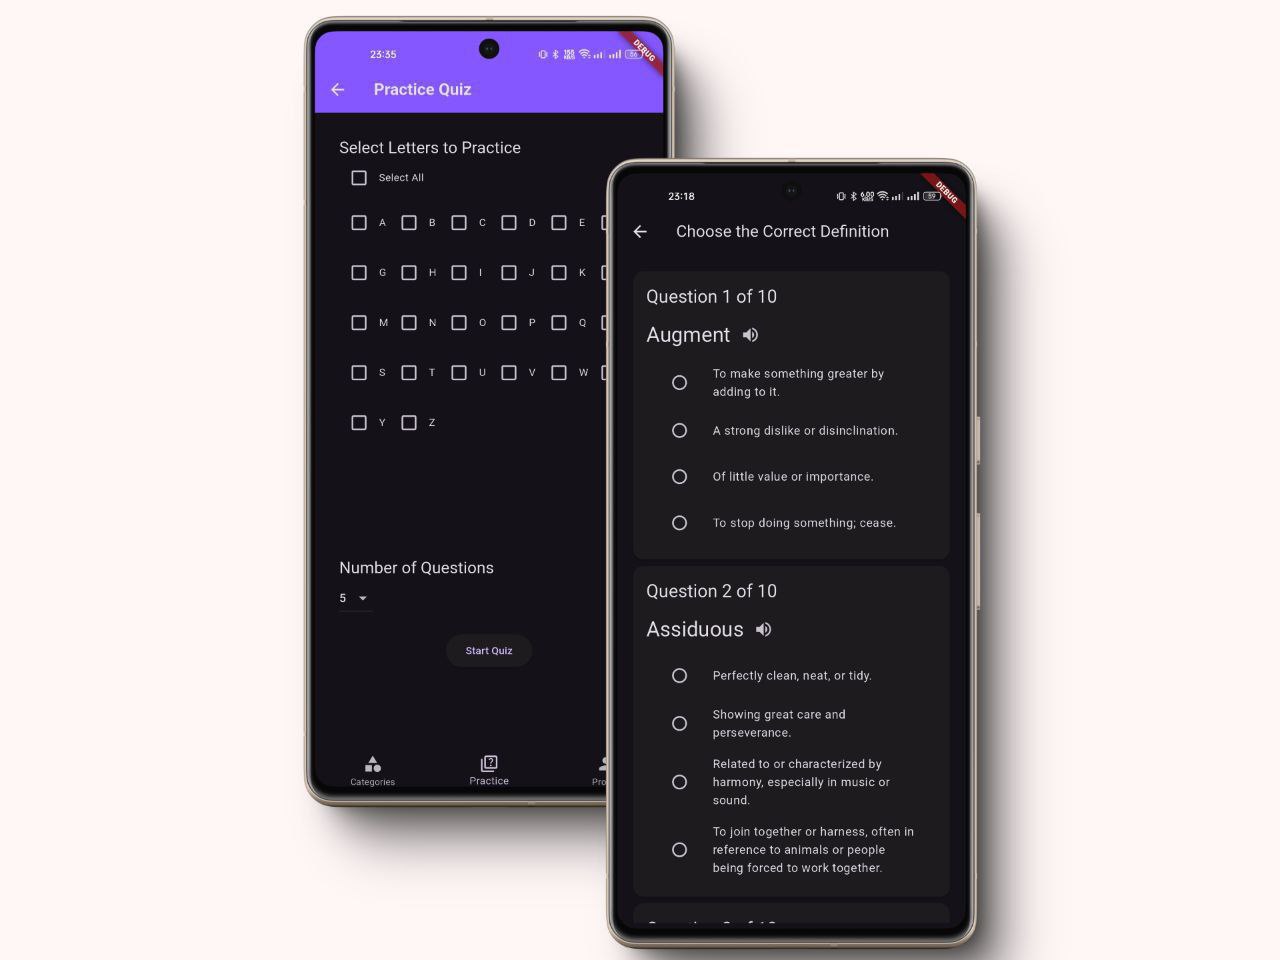 23:35
DEBUG
Practice Quiz
Select Letters to Practice
Select All
A B C D E
G H I J K
M N O P Q
S T U V W
Y Z
Number of Questions
5
Start Quiz
Categories
Practice
23:18
59
DEBUG
Choose the Correct Definition
Question 1 of 10
Augment
To make something greater by
adding to it.
A strong dislike or disinclination.
Of little value or importance.
To stop doing something; cease.
Question 2 of 10
Assiduous
Perfectly clean, neat, or tidy.
Showing great care and
perseverance.
Related to or characterized by
harmony, especially in music or
sound.
To join together or harness, often in
reference to animals or people
being forced to work together.